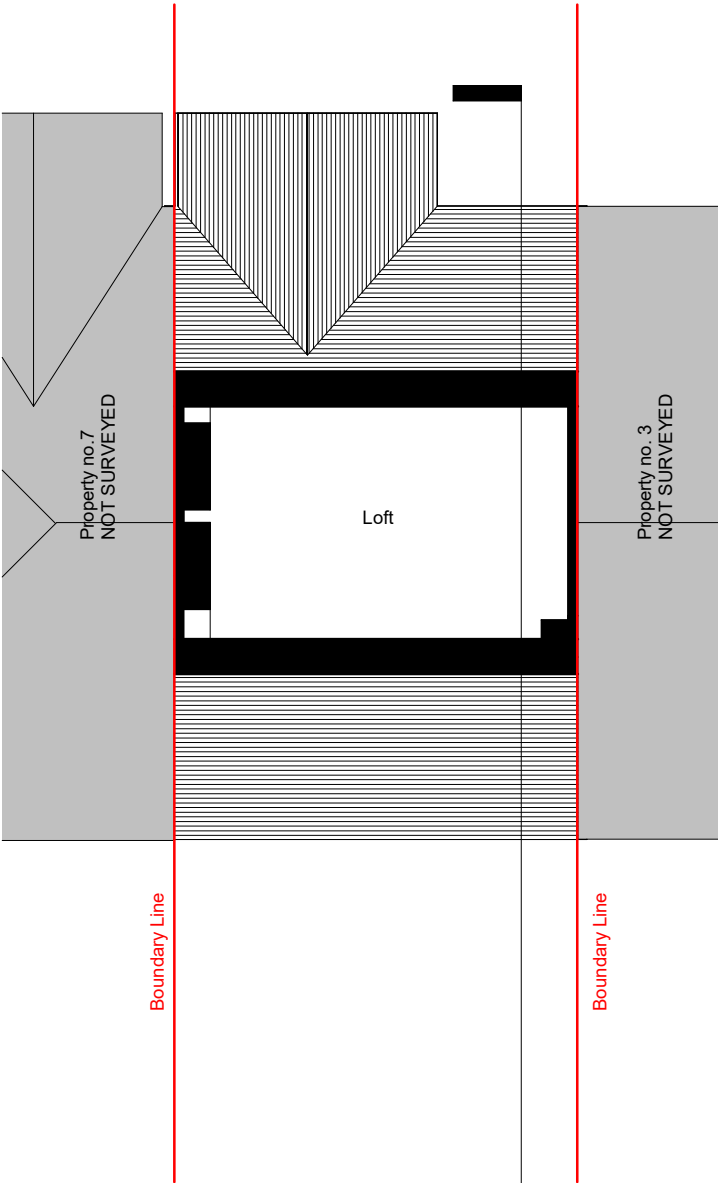 Property no.7
NOT SURVEYED
Loft
Property no. 3
NOT SURVEYED
Boundary Line
Boundary Line